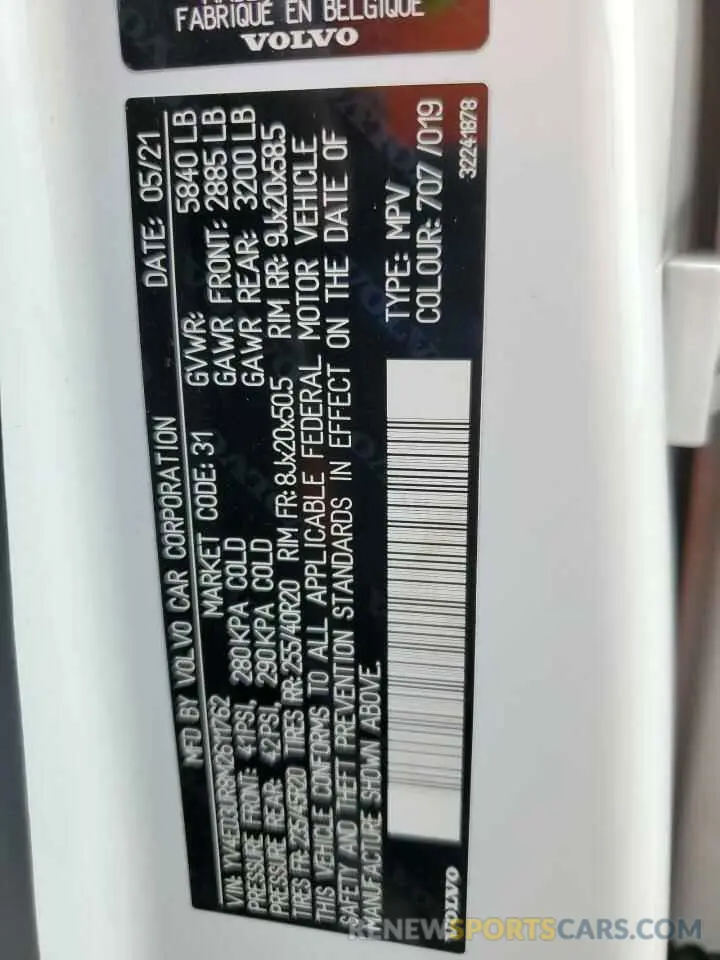 FABRIQUÉ EN BELGIQUE
VOLVO
MFD BY VOLVO CAR CORPORATION DATE: 05/21
VIN: YV4ED3UR8N2611762 MARKET CODE: 31 GVWR: 5840 LB
PRESSURE FRONT: 41PSI, 280KPA COLD GAWR FRONT: 2885 LB
PRESSURE REAR: 42PSI, 290KPA COLD GAWR REAR: 3200 LB
TIRES FR: 235/45R20 TIRES RR: 255/40R20 RIM FR: 8Jx20x50.5 RIM RR: 9Jx20x58.5
THIS VEHICLE CONFORMS TO ALL APPLICABLE FEDERAL MOTOR VEHICLE
SAFETY AND THEFT PREVENTION STANDARDS IN EFFECT ON THE DATE OF
MANUFACTURE SHOWN ABOVE.
TYPE: MPV
COLOUR: 707/019
32241878
VOLVO
RENEWSPORTSCARS.COM